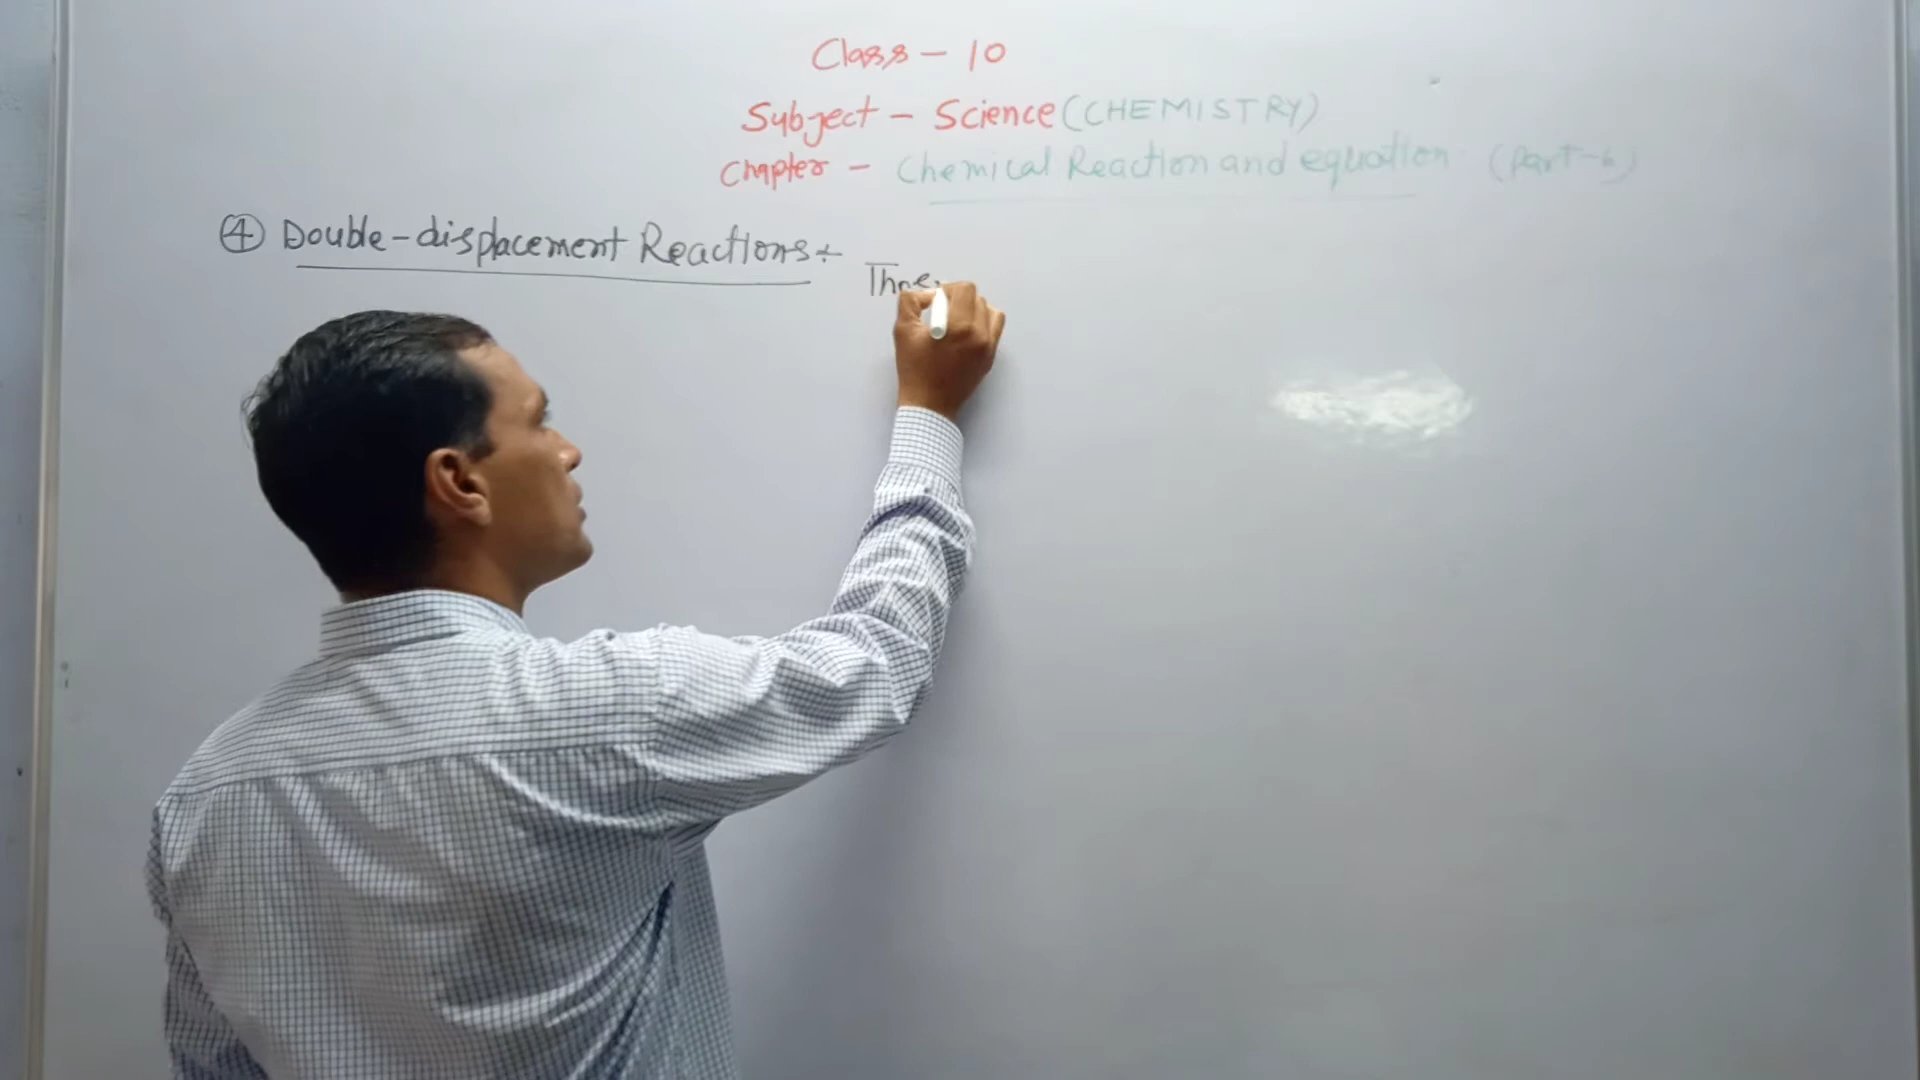 Class - 10
Subject - Science (CHEMISTRY)
Chapter - Chemical Reaction and equation (Part-6)
④ Double-displacement Reactions ÷